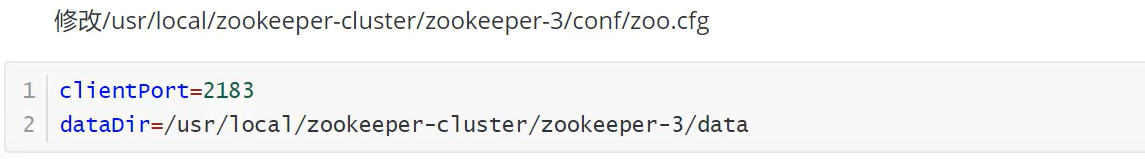 修改/usr/local/zookeeper-cluster/zookeeper-3/conf/zoo.cfg
1 clientPort=2183
2 dataDir=/usr/local/zookeeper-cluster/zookeeper-3/data